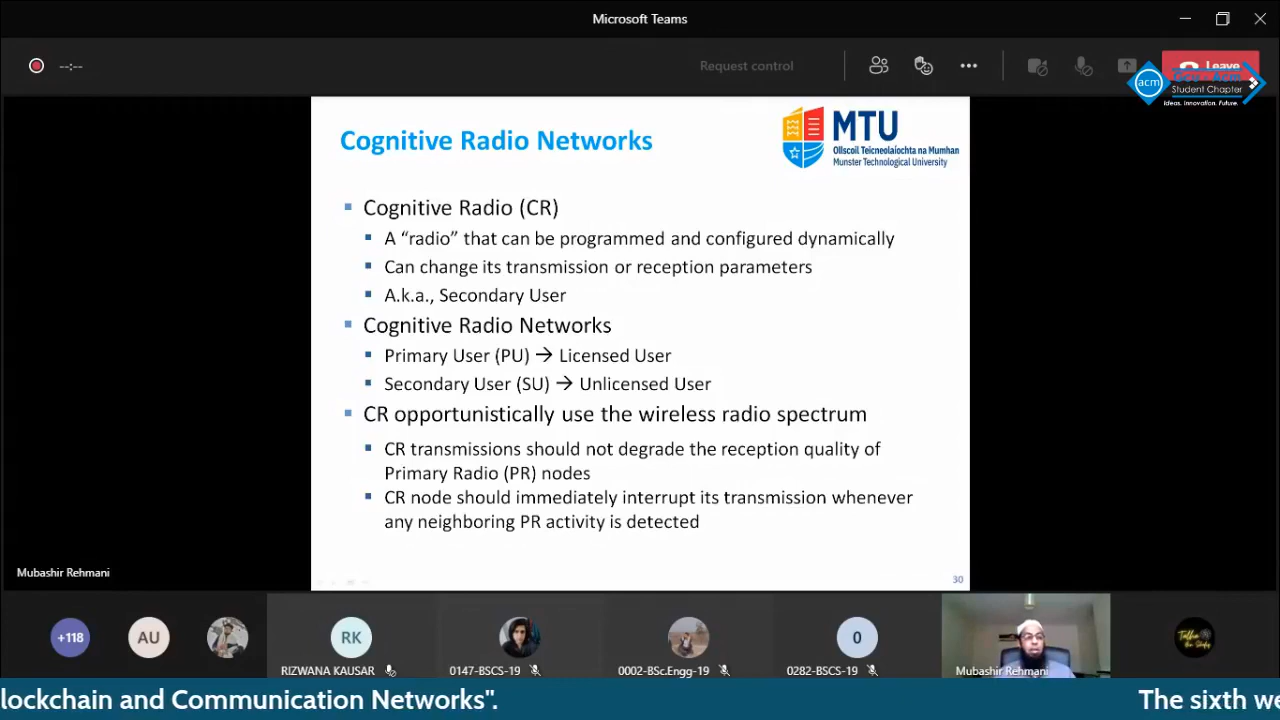 Microsoft Teams
--:--
Request control
Leave
acm
Student Chapter
Ideas. Innovation. Future.
Cognitive Radio Networks
MTU
Ollscoil Teicneolaíochta na Mumhan
Munster Technological University
Cognitive Radio (CR)
A “radio” that can be programmed and configured dynamically
Can change its transmission or reception parameters
A.k.a., Secondary User
Cognitive Radio Networks
Primary User (PU) → Licensed User
Secondary User (SU) → Unlicensed User
CR opportunistically use the wireless radio spectrum
CR transmissions should not degrade the reception quality of
Primary Radio (PR) nodes
CR node should immediately interrupt its transmission whenever
any neighboring PR activity is detected
30
Mubashir Rehmani
+118
AU
RK
0
RIZWANA KAUSAR
0147-BSCS-19
0002-BSc.Engg-19
0282-BSCS-19
Mubashir Rehmani
lockchain and Communication Networks".
The sixth we